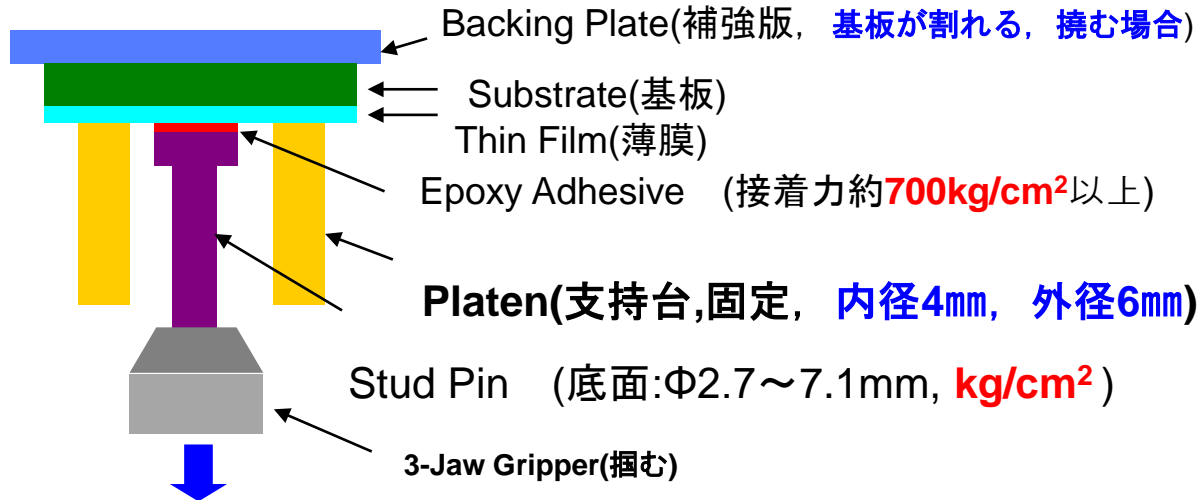 Backing Plate(補強版, 基板が割れる, 撓む場合)
Substrate(基板)
Thin Film(薄膜)
Epoxy Adhesive (接着力約700kg/cm²以上)
Platen(支持台,固定, 内径4㎜, 外径6㎜)
Stud Pin (底面:Φ2.7～7.1mm, kg/cm²)
3-Jaw Gripper(掴む)